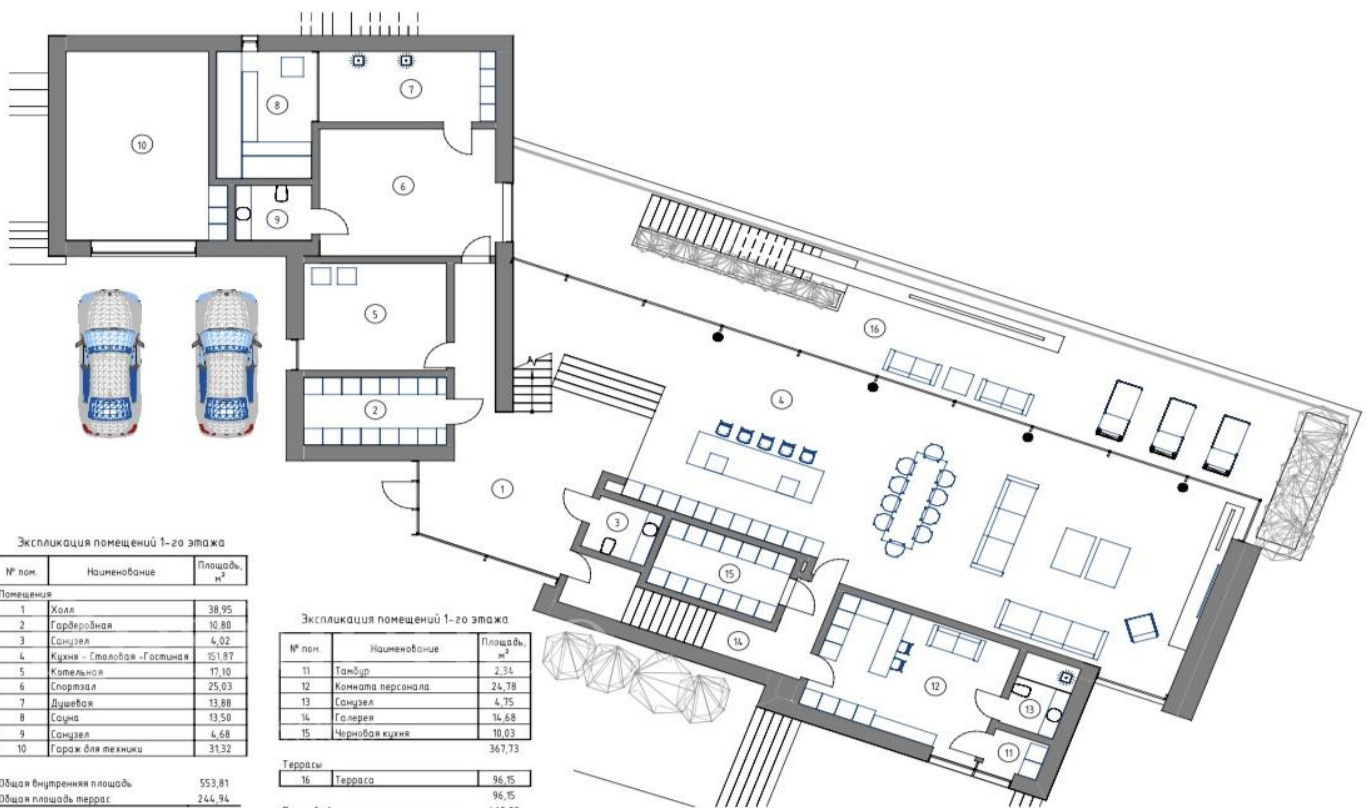 10
8
7
6
9
5
16
2
4
1
3
15
14
12
13
11
Экспликация помещений 1-го этажа
№ пом. Наименование Площадь, м²
Помещения
1 Холл 38,95
2 Гардеробная 10,80
3 Санузел 4,02
4 Кухня - Столовая - Гостиная 151,87
5 Котельная 17,10
6 Спортзал 25,03
7 Душевая 13,88
8 Сауна 13,50
9 Санузел 4,68
10 Гараж для техники 31,32
Общая внутренняя площадь 553,81
Общая площадь террас 244,94
Экспликация помещений 1-го этажа
№ пом. Наименование Площадь, м²
11 Тамбур 2,34
12 Комната персонала 24,78
13 Санузел 4,75
14 Галерея 14,68
15 Черновая кухня 10,03
367,73
Террасы
16 Терраса 96,15
96,15